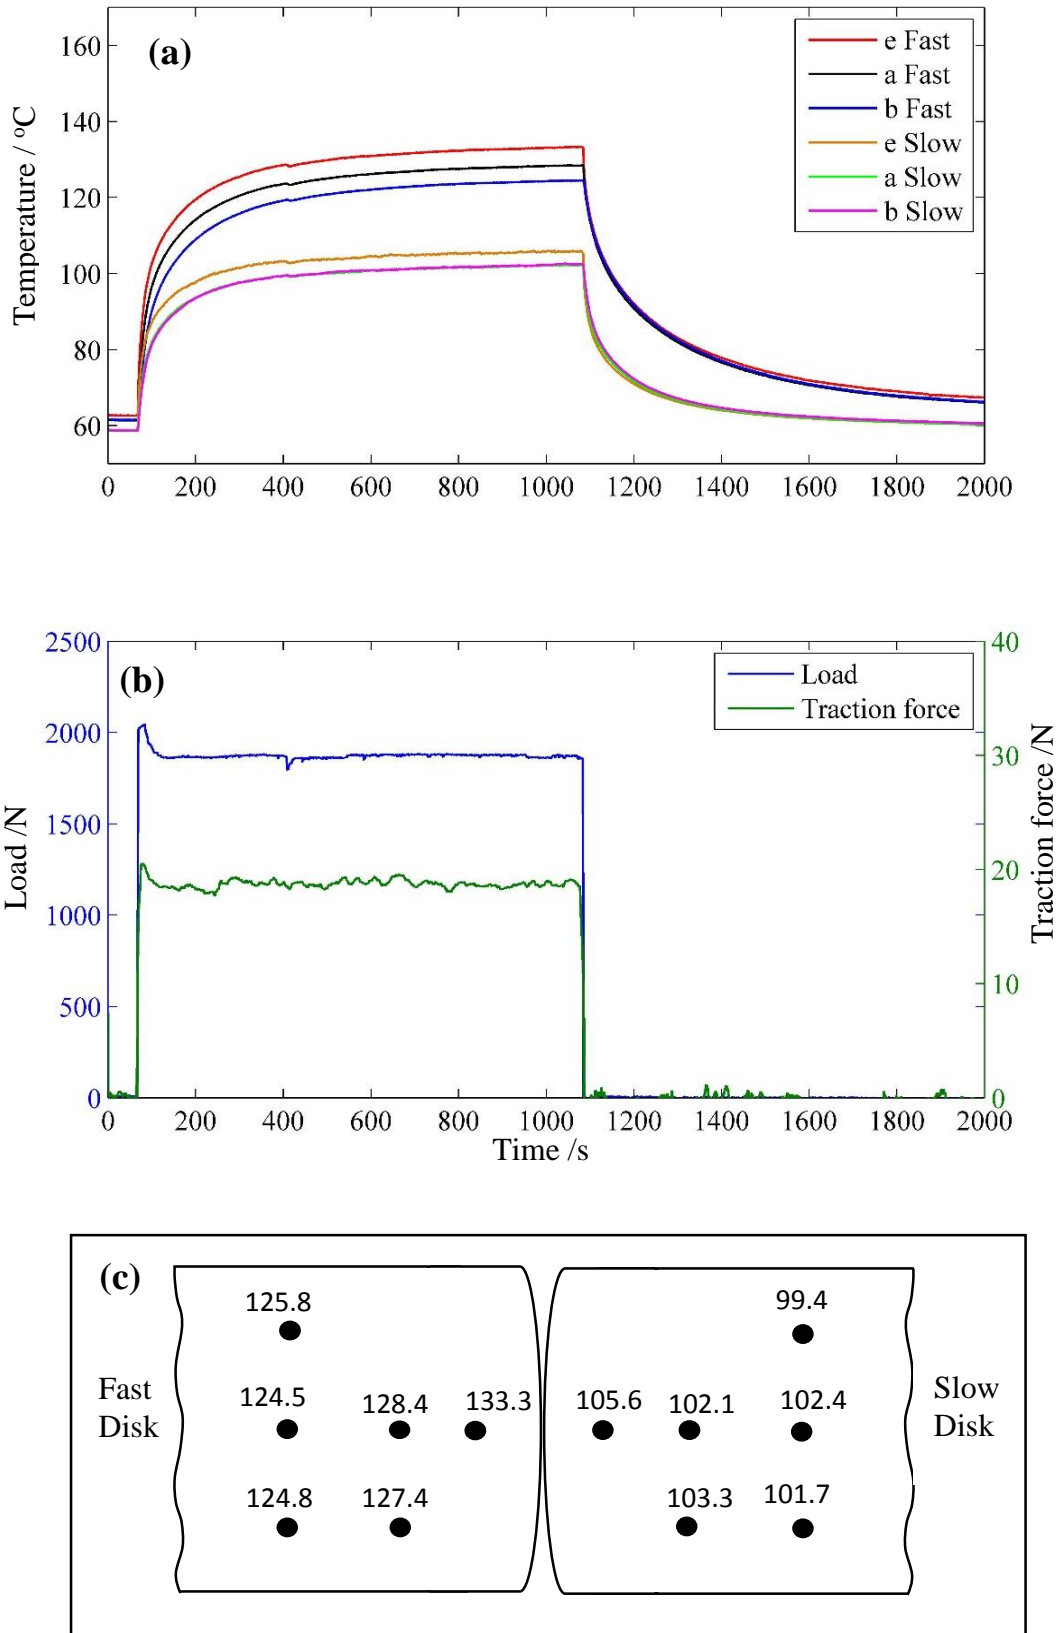 (a)
Temperature / °C
160
140
120
100
80
60
0 200 400 600 800 1000 1200 1400 1600 1800 2000
e Fast
a Fast
b Fast
e Slow
a Slow
b Slow
(b)
Load /N
2500
2000
1500
1000
500
0
Load
Traction force
Traction force /N
40
30
20
10
0
0 200 400 600 800 1000 1200 1400 1600 1800 2000
Time /s
(c)
125.8 99.4
Fast
Disk
124.5 128.4 133.3 105.6 102.1 102.4
Slow
Disk
124.8 127.4 103.3 101.7